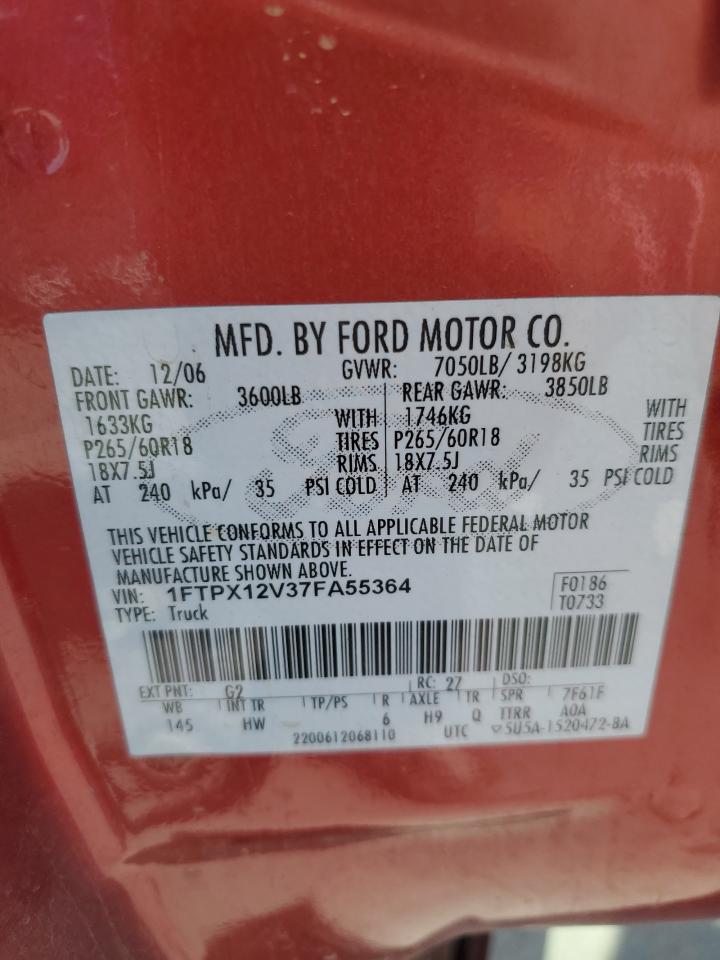 MFD. BY FORD MOTOR CO.
DATE: 12/06 GVWR: 7050LB/ 3198KG
FRONT GAWR: 3600LB REAR GAWR: 3850LB
1633KG WITH 1746KG WITH
P265/60R18 TIRES P265/60R18 TIRES
18X7.5J RIMS 18X7.5J RIMS
AT 240 kPa/ 35 PSI COLD AT 240 kPa/ 35 PSI COLD
THIS VEHICLE CONFORMS TO ALL APPLICABLE FEDERAL MOTOR
VEHICLE SAFETY STANDARDS IN EFFECT ON THE DATE OF
MANUFACTURE SHOWN ABOVE.
VIN: 1FTPX12V37FA55364 F0186
TYPE: Truck T0733
EXT PNT: G2 RC: 27 DSO:
WB INT TR TP/PS R AXLE TR SPR 7F61F
145 HW 6 H9 Q TTRR AOA
2200612068110 UTC 5U5A-1520472-BA